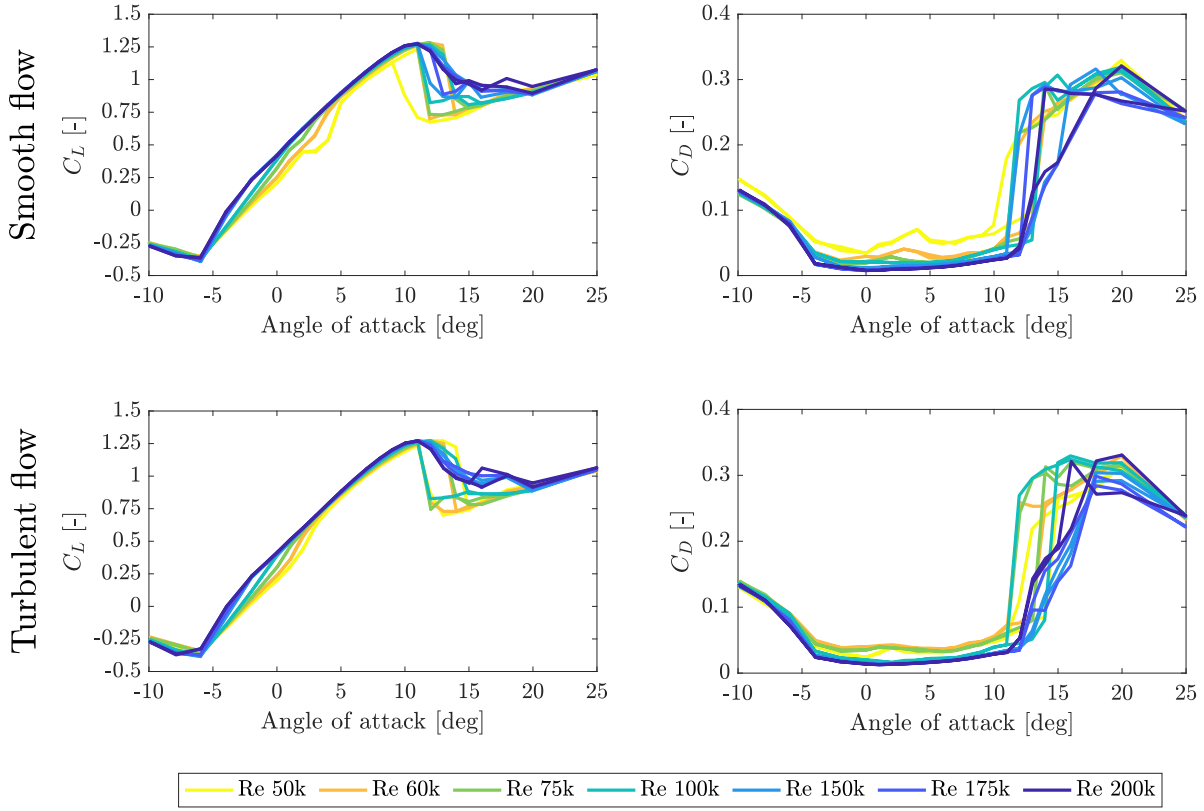 Smooth flow
1.5
1.25
1
0.75
0.5
0.25
0
-0.25
-0.5
C_L [-]
-10 -5 0 5 10 15 20 25
Angle of attack [deg]
0.4
0.3
0.2
0.1
0
C_D [-]
-10 -5 0 5 10 15 20 25
Angle of attack [deg]
Turbulent flow
1.5
1.25
1
0.75
0.5
0.25
0
-0.25
-0.5
C_L [-]
-10 -5 0 5 10 15 20 25
Angle of attack [deg]
0.4
0.3
0.2
0.1
0
C_D [-]
-10 -5 0 5 10 15 20 25
Angle of attack [deg]
Re 50k Re 60k Re 75k Re 100k Re 150k Re 175k Re 200k